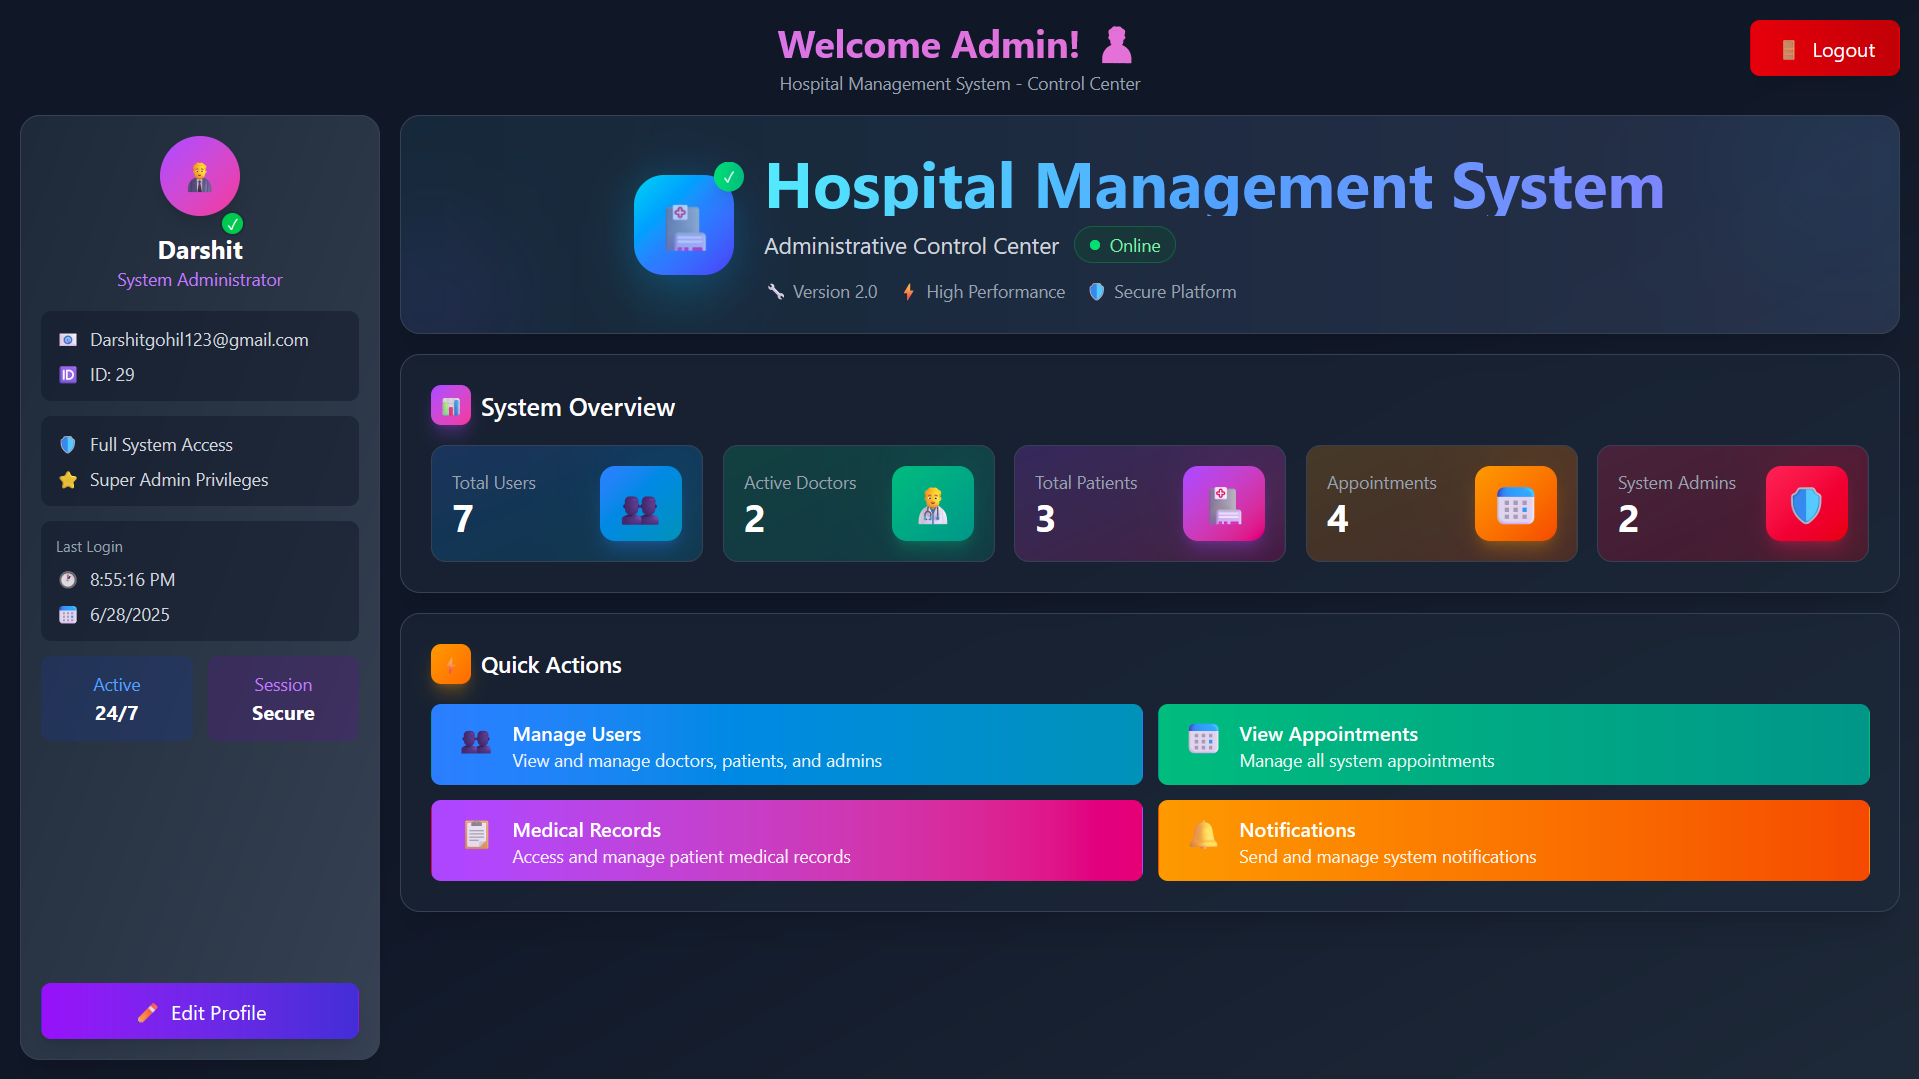 Welcome Admin!
Hospital Management System - Control Center
Logout
Darshit
System Administrator
Darshitgohil123@gmail.com
ID: 29
Full System Access
Super Admin Privileges
Last Login
8:55:16 PM
6/28/2025
Active
24/7
Session
Secure
Edit Profile
Hospital Management System
Administrative Control Center
Online
Version 2.0
High Performance
Secure Platform
System Overview
Total Users
7
Active Doctors
2
Total Patients
3
Appointments
4
System Admins
2
Quick Actions
Manage Users
View and manage doctors, patients, and admins
View Appointments
Manage all system appointments
Medical Records
Access and manage patient medical records
Notifications
Send and manage system notifications